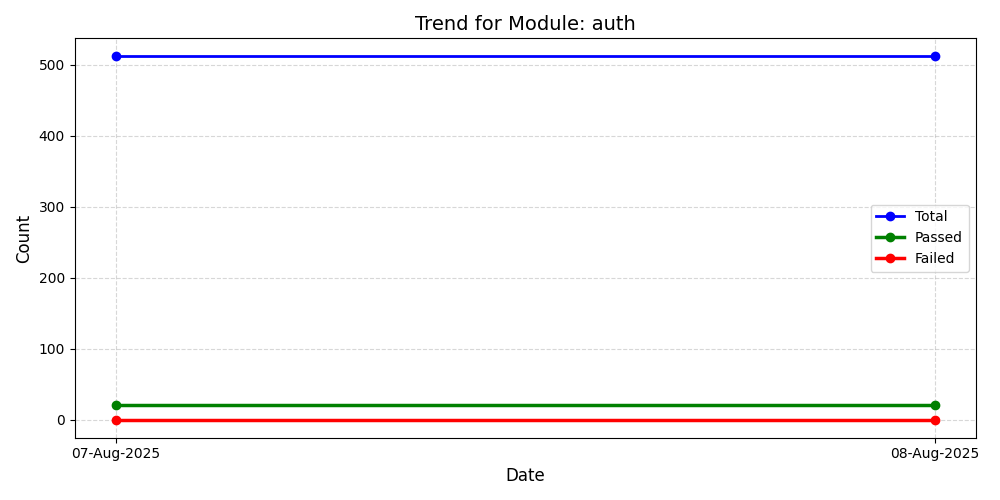 Trend for Module: auth
500
400
300
200
100
0
Count
Total
Passed
Failed
07-Aug-2025
08-Aug-2025
Date